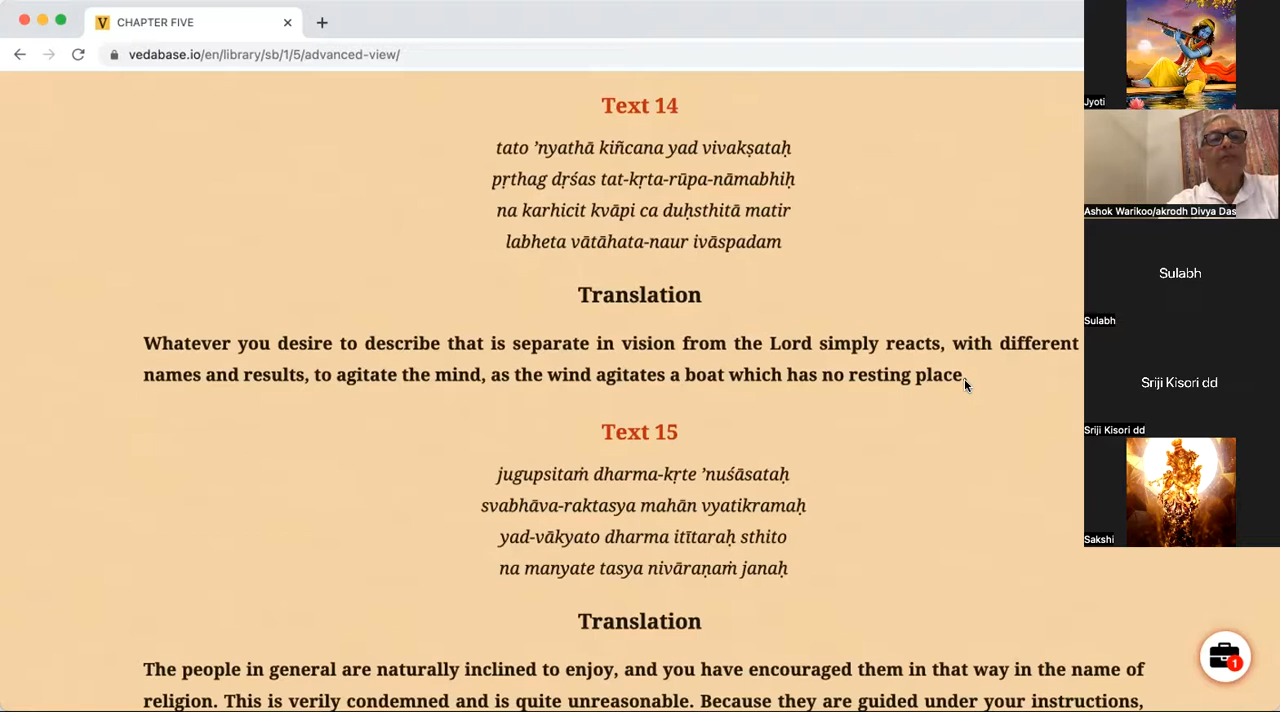 CHAPTER FIVE
vedabase.io/en/library/sb/1/5/advanced-view/
Text 14
tato ’nyathā kiñcana yad vivakṣataḥ
pṛthag dṛśas tat-kṛta-rūpa-nāmabhiḥ
na karhicit kvāpi ca duḥsthitā matir
labheta vātāhata-naur ivāspadam
Translation
Whatever you desire to describe that is separate in vision from the Lord simply reacts, with different
names and results, to agitate the mind, as the wind agitates a boat which has no resting place.
Text 15
jugupsitaṁ dharma-kṛte ’nuśāsataḥ
svabhāva-raktasya mahān vyatikramaḥ
yad-vākyato dharma itītaraḥ sthito
na manyate tasya nivāraṇaṁ janaḥ
Translation
The people in general are naturally inclined to enjoy, and you have encouraged them in that way in the name of
religion. This is verily condemned and is quite unreasonable. Because they are guided under your instructions,
Jyoti
Ashok Warikoo/akrodh Divya Das
Sulabh
Sulabh
Sriji Kisori dd
Sriji Kisori dd
Sakshi
1